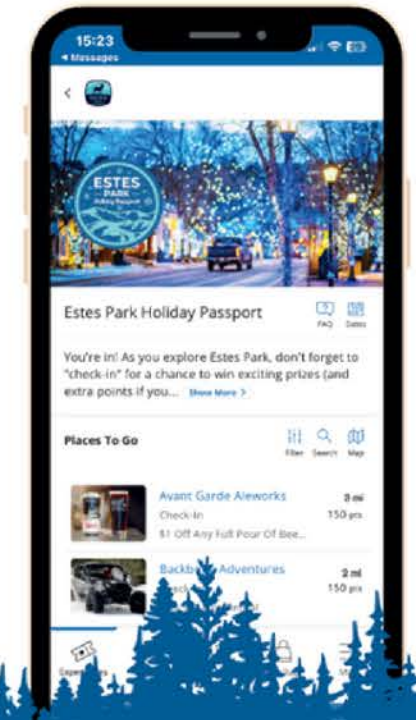 15:23
Messages
ESTES
PARK
Holiday Passport
Estes Park Holiday Passport
FAQ
Dates
You're in! As you explore Estes Park, don't forget to
"check-in" for a chance to win exciting prizes (and
extra points if you... Show More >
Places To Go
Filter Search Map
Avant Garde Aleworks 3 mi
Check-In 150 pts
$1 Off Any Full Pour Of Bee...
Adventures 2 mi
150 pts